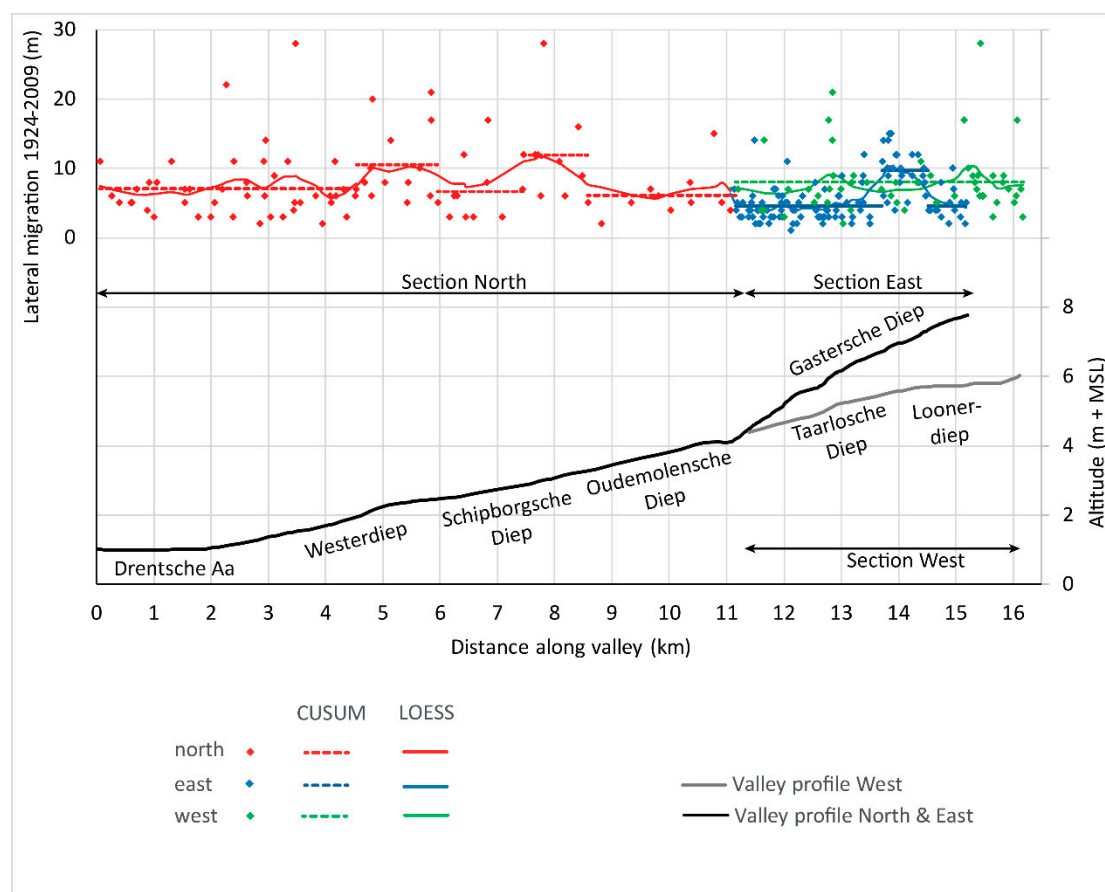 Lateral migration 1924-2009 (m)
30
20
10
0
Section North
Section East
8
6
4
2
0
Altitude (m + MSL)
Gastersche Diep
Taarlosche
Diep
Looner-
diep
Oudemolensche
Diep
Schipborgsche
Diep
Westerdiep
Drentsche Aa
Section West
0 1 2 3 4 5 6 7 8 9 10 11 12 13 14 15 16
Distance along valley (km)
CUSUM LOESS
north
east
west
Valley profile West
Valley profile North & East